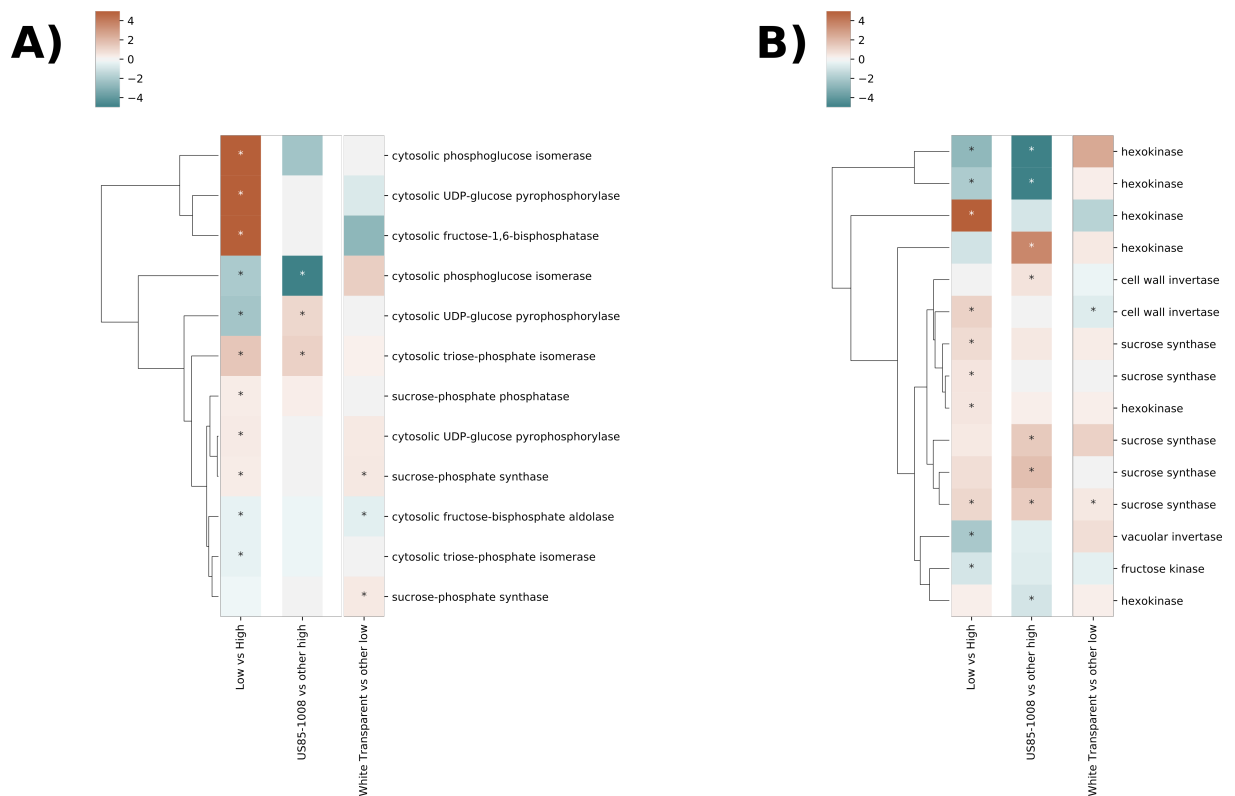 A)
4
2
0
−2
−4
*
cytosolic phosphoglucose isomerase
*
cytosolic UDP-glucose pyrophosphorylase
*
cytosolic fructose-1,6-bisphosphatase
* *
cytosolic phosphoglucose isomerase
* *
cytosolic UDP-glucose pyrophosphorylase
* *
cytosolic triose-phosphate isomerase
*
sucrose-phosphate phosphatase
*
cytosolic UDP-glucose pyrophosphorylase
* *
sucrose-phosphate synthase
* *
cytosolic fructose-bisphosphate aldolase
*
cytosolic triose-phosphate isomerase
*
sucrose-phosphate synthase
Low vs High
US85-1008 vs other high
White Transparent vs other low
B)
4
2
0
−2
−4
* *
hexokinase
* *
hexokinase
*
hexokinase
*
hexokinase
*
cell wall invertase
* *
cell wall invertase
*
sucrose synthase
*
sucrose synthase
*
hexokinase
*
sucrose synthase
*
sucrose synthase
* * *
sucrose synthase
*
vacuolar invertase
*
fructose kinase
*
hexokinase
Low vs High
US85-1008 vs other high
White Transparent vs other low